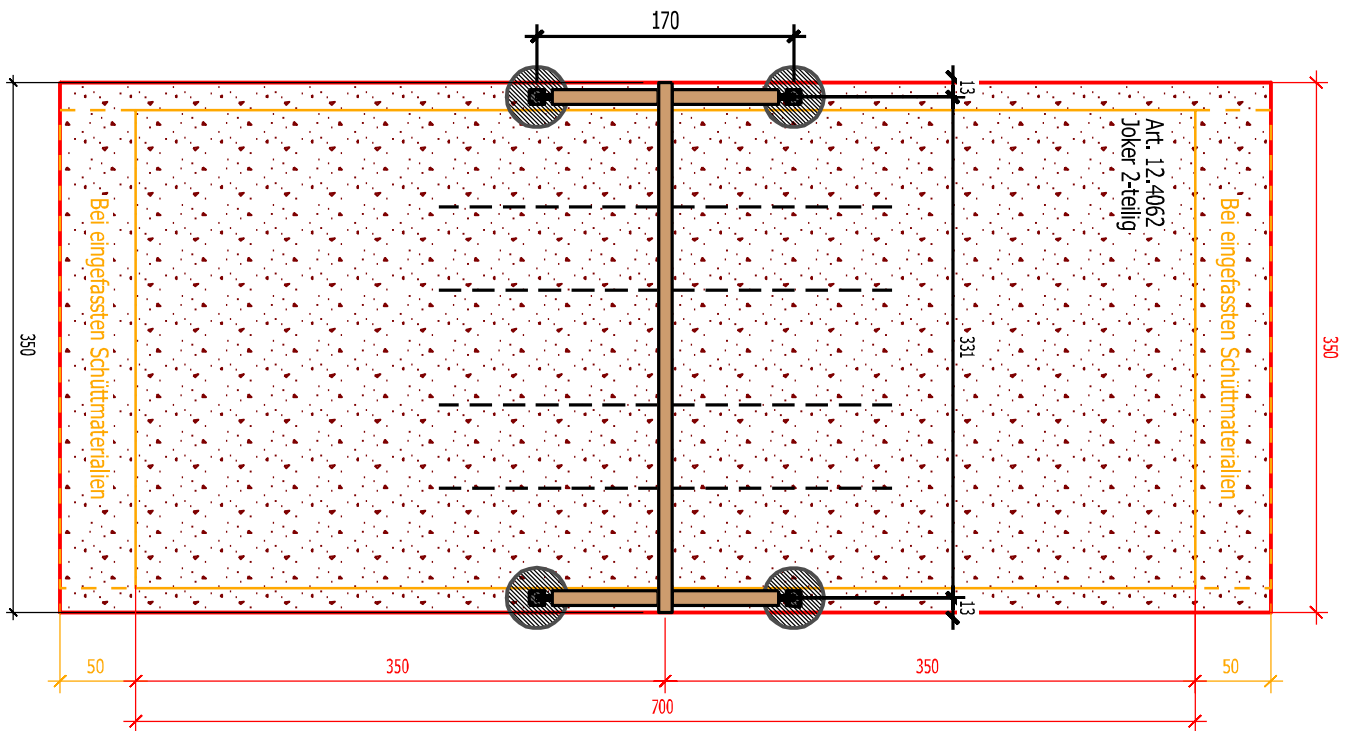 170
13
Art. 12.4062
Joker 2-teilig
Bei eingefassten Schüttmaterialien
Bei eingefassten Schüttmaterialien
350
331
350
13
50
350
350
50
700